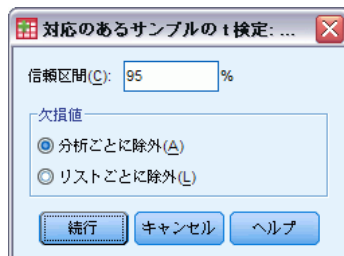 対応のあるサンプルの t 検定: ...
信頼区間(C): 95 %
欠損値
分析ごとに除外(A)
リストごとに除外(L)
続行 キャンセル ヘルプ